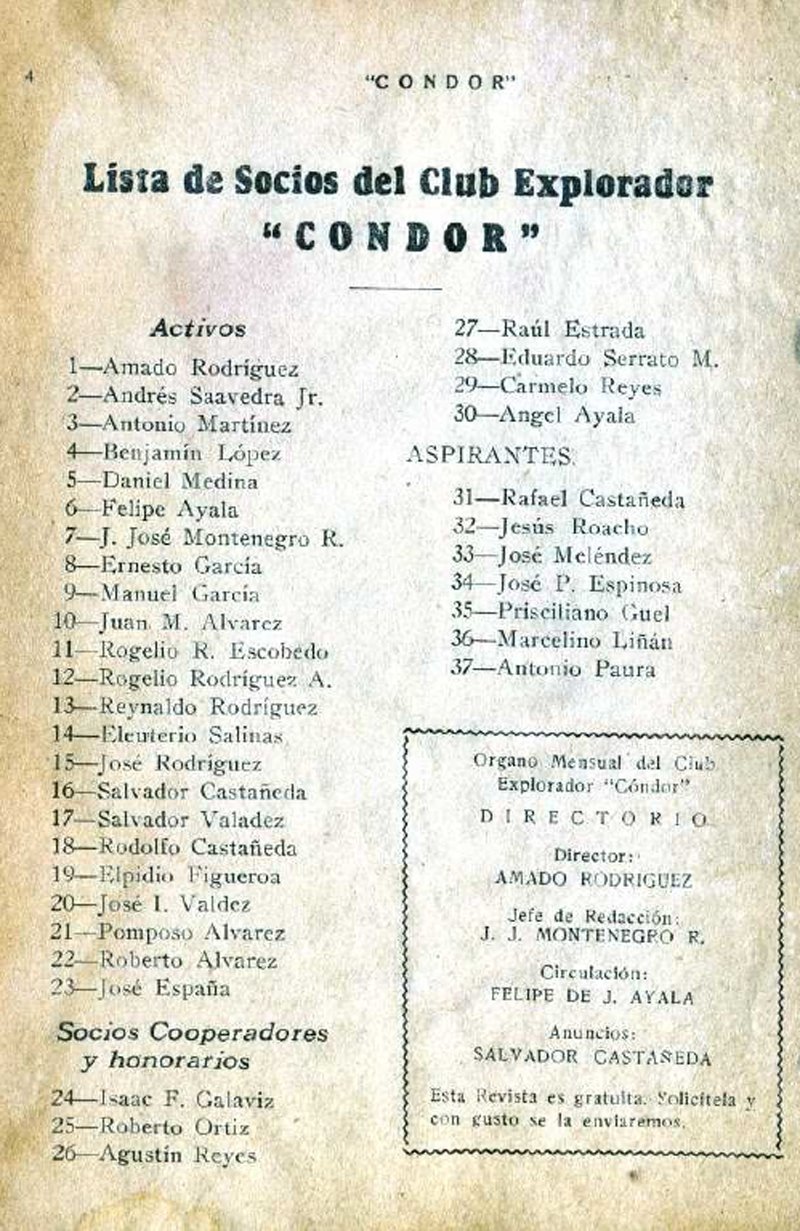 4
"CONDOR"
Lista de Socios del Club Explorador
"CONDOR"
Activos
1—Amado Rodríguez
2—Andrés Saavedra Jr.
3—Antonio Martínez
4—Benjamín López
5—Daniel Medina
6—Felipe Ayala
7—J. José Montenegro R.
8—Ernesto García
9—Manuel García
10—Juan M. Alvarez
11—Rogelio R. Escobedo
12—Rogelio Rodríguez A.
13—Reynaldo Rodríguez
14—Eleuterio Salinas
15—José Rodríguez
16—Salvador Castañeda
17—Salvador Valadez
18—Rodolfo Castañeda
19—Elpidio Figueroa
20—José I. Valdez
21—Pomposo Alvarez
22—Roberto Alvarez
23—José España
Socios Cooperadores
y honorarios
24—Isaac F. Galaviz
25—Roberto Ortiz
26—Agustín Reyes
27—Raúl Estrada
28—Eduardo Serrato M.
29—Carmelo Reyes
30—Angel Ayala
ASPIRANTES.
31—Rafael Castañeda
32—Jesús Roacho
33—José Meléndez
34—José P. Espinosa
35—Prisciliano Guel
36—Marcelino Liñán
37—Antonio Paura
Organo Mensual del Club
Explorador "Cóndor"
DIRECTORIO
Director:
AMADO RODRIGUEZ
Jefe de Redacción:
J. J. MONTENEGRO R.
Circulación:
FELIPE DE J. AYALA
Anuncios:
SALVADOR CASTAÑEDA
Esta Revista es gratuita. Solicítela y
con gusto se la enviaremos.